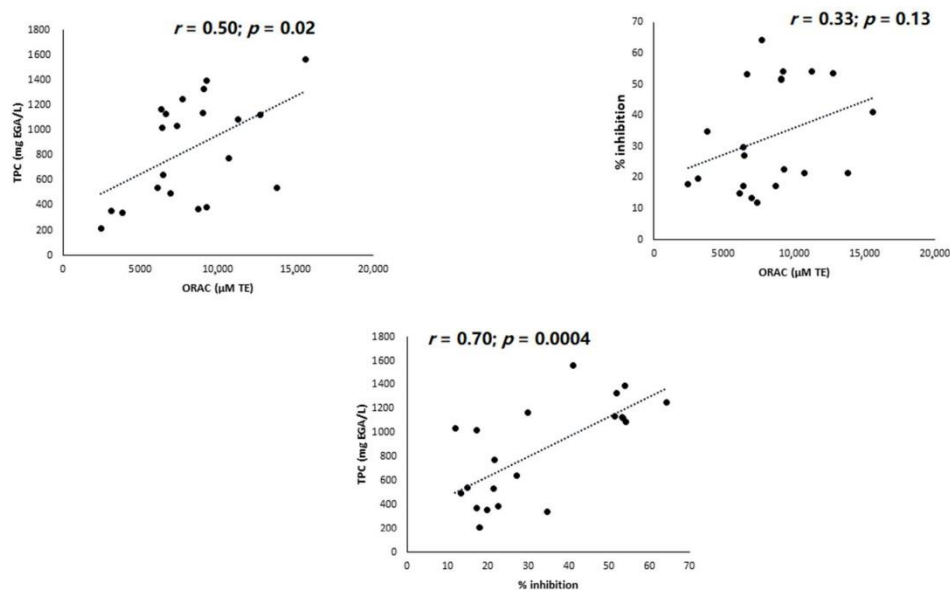 r = 0.50; p = 0.02
1800
1600
1400
1200
1000
800
600
400
200
0
TPC (mg EGA/L)
0 5000 10,000 15,000 20,000
ORAC (µM TE)
r = 0.33; p = 0.13
70
60
50
40
30
20
10
0
% inhibition
0 5000 10,000 15,000 20,000
ORAC (µM TE)
r = 0.70; p = 0.0004
1800
1600
1400
1200
1000
800
600
400
200
0
TPC (mg EGA/L)
0 10 20 30 40 50 60 70
% inhibition